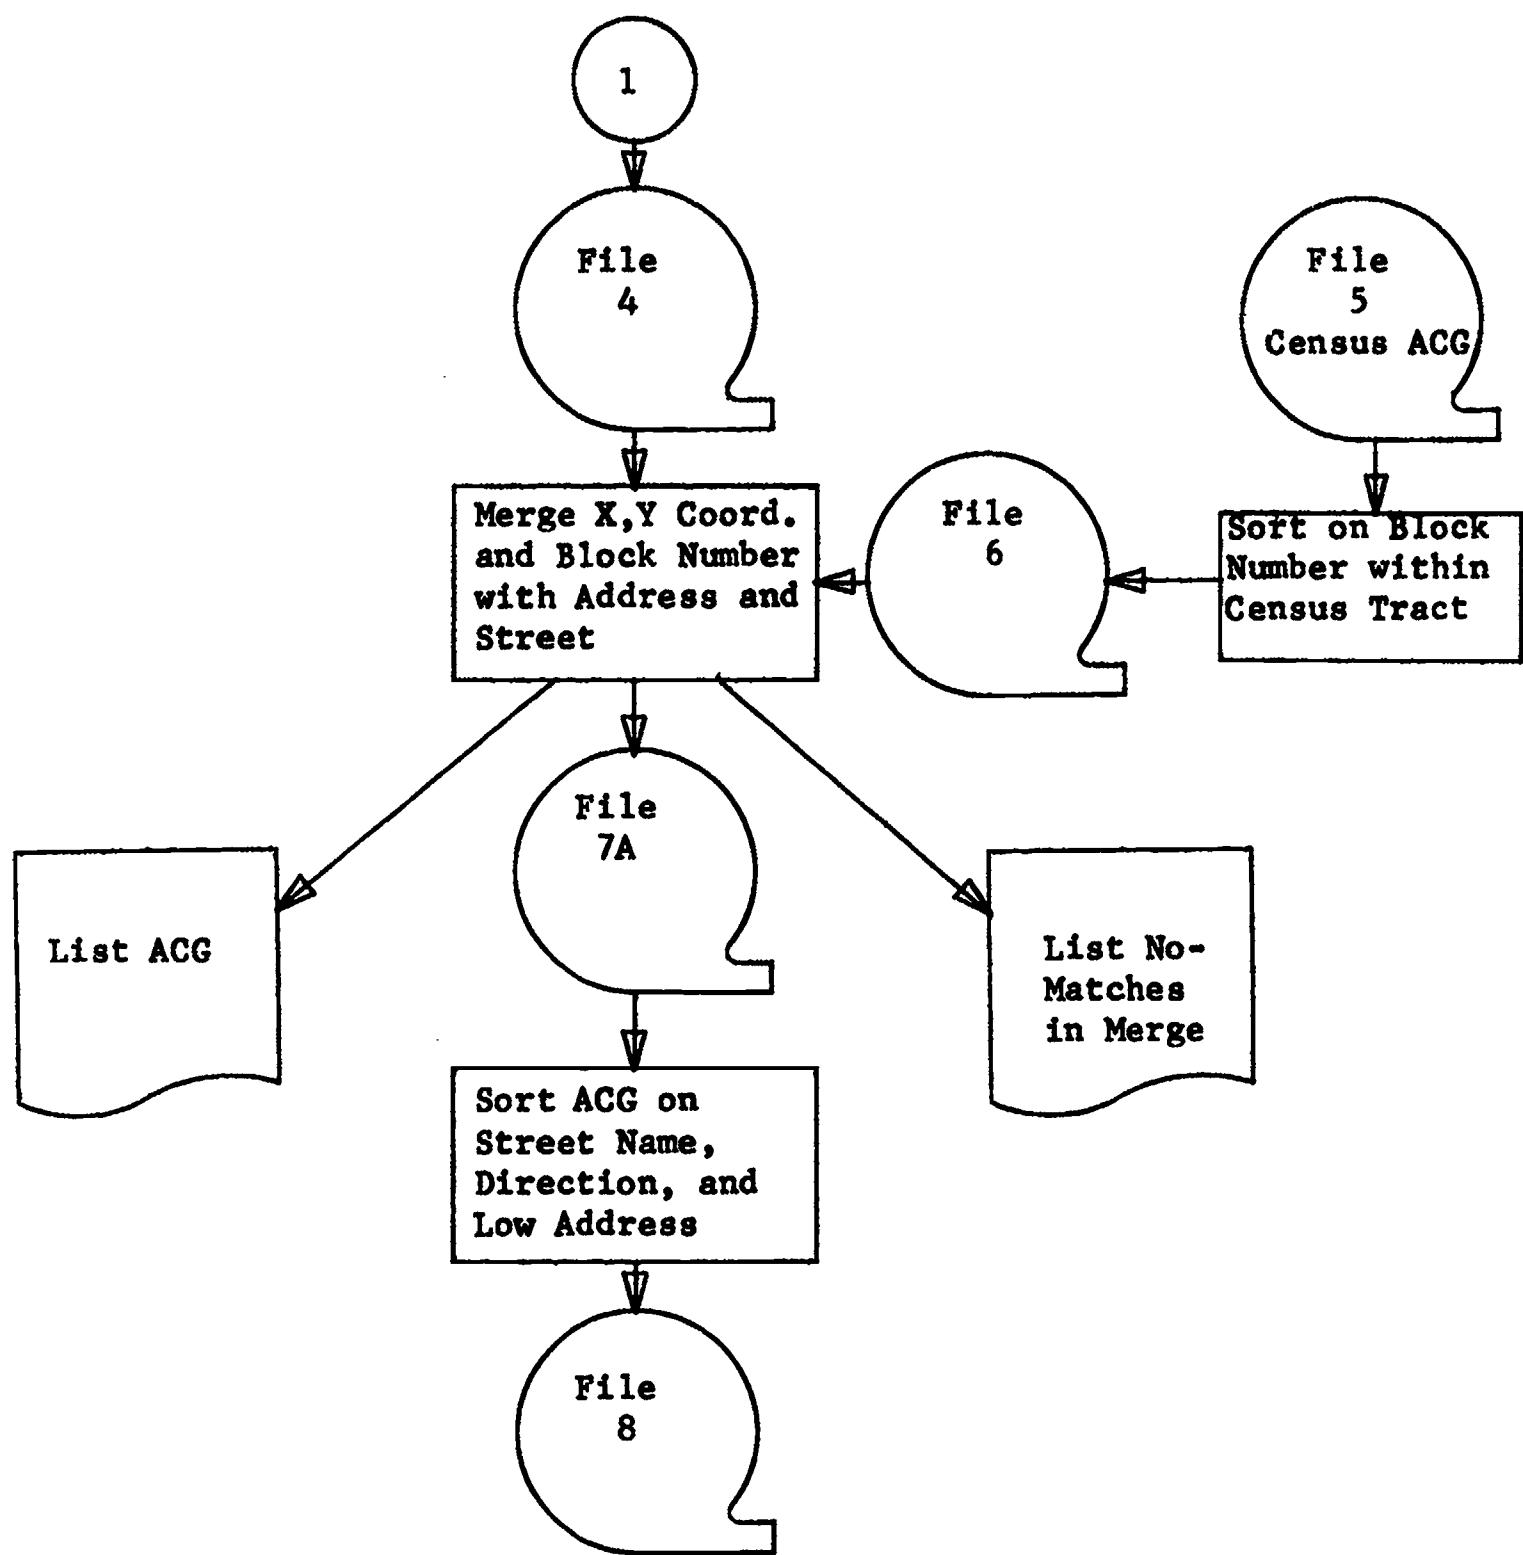 1
File
4
File
5
Census ACG
Merge X,Y Coord.
and Block Number
with Address and
Street
File
6
Sort on Block
Number within
Census Tract
File
7A
List ACG
List No-
Matches
in Merge
Sort ACG on
Street Name,
Direction, and
Low Address
File
8